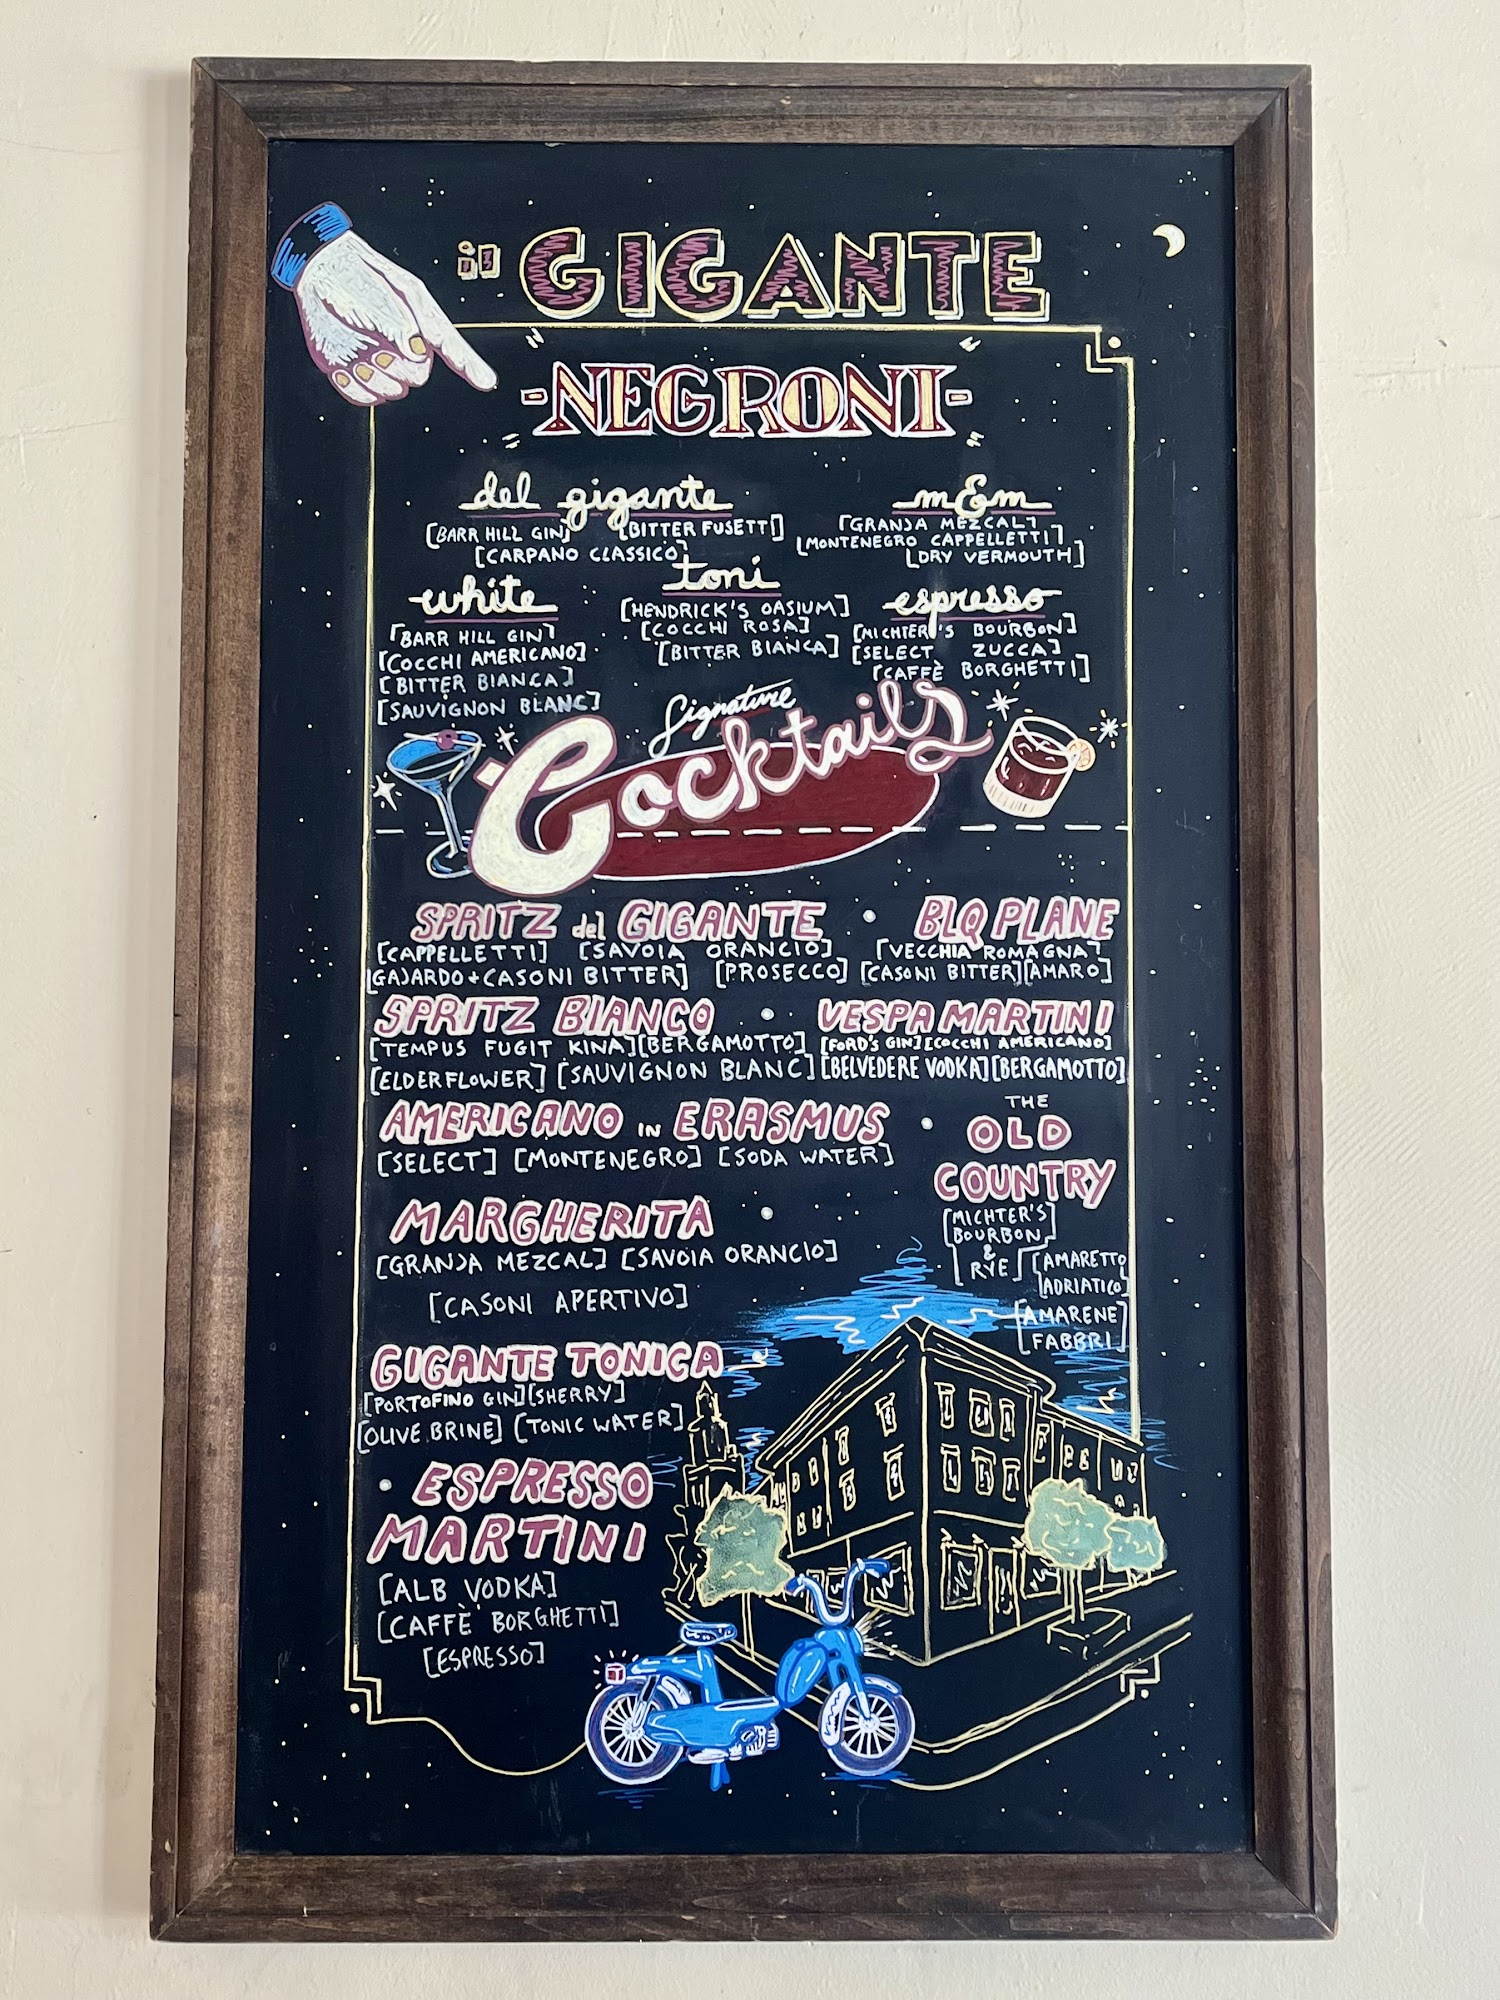 il GIGANTE
-NEGRONI-
del gigante
[BARR HILL GIN] [BITTER FUSETTI]
[CARPANO CLASSICO]
m&m
[GRANJA MEZCAL]
[MONTENEGRO CAPPELLETTI]
[DRY VERMOUTH]
white
[BARR HILL GIN]
[COCCHI AMERICANO]
[BITTER BIANCA]
[SAUVIGNON BLANC]
toni
[HENDRICK'S OASIUM]
[COCCHI ROSA]
[BITTER BIANCA]
espresso
[MICHTER'S BOURBON]
[SELECT ZUCCA]
[CAFFÈ BORGHETTI]
Signature
Cocktails
SPRITZ del GIGANTE
[CAPPELLETTI] [SAVOIA ORANCIO]
[GAJARDO+CASONI BITTER] [PROSECCO]
BLQ PLANE
[VECCHIA ROMAGNA]
[CASONI BITTER] [AMARO]
SPRITZ BIANCO
[TEMPUS FUGIT KINA] [BERGAMOTTO]
[ELDERFLOWER] [SAUVIGNON BLANC]
VESPA MARTINI
[FORD'S GIN] [COCCHI AMERICANO]
[BELVEDERE VODKA] [BERGAMOTTO]
AMERICANO IN ERASMUS
[SELECT] [MONTENEGRO] [SODA WATER]
THE
OLD
COUNTRY
[MICHTER'S
BOURBON
&
RYE]
[AMARETTO
ADRIATICO]
[AMARENE
FABBRI]
MARGHERITA
[GRANJA MEZCAL] [SAVOIA ORANCIO]
[CASONI APERTIVO]
GIGANTE TONICA
[PORTOFINO GIN] [SHERRY]
[OLIVE BRINE] [TONIC WATER]
ESPRESSO
MARTINI
[ALB VODKA]
[CAFFÈ BORGHETTI]
[ESPRESSO]